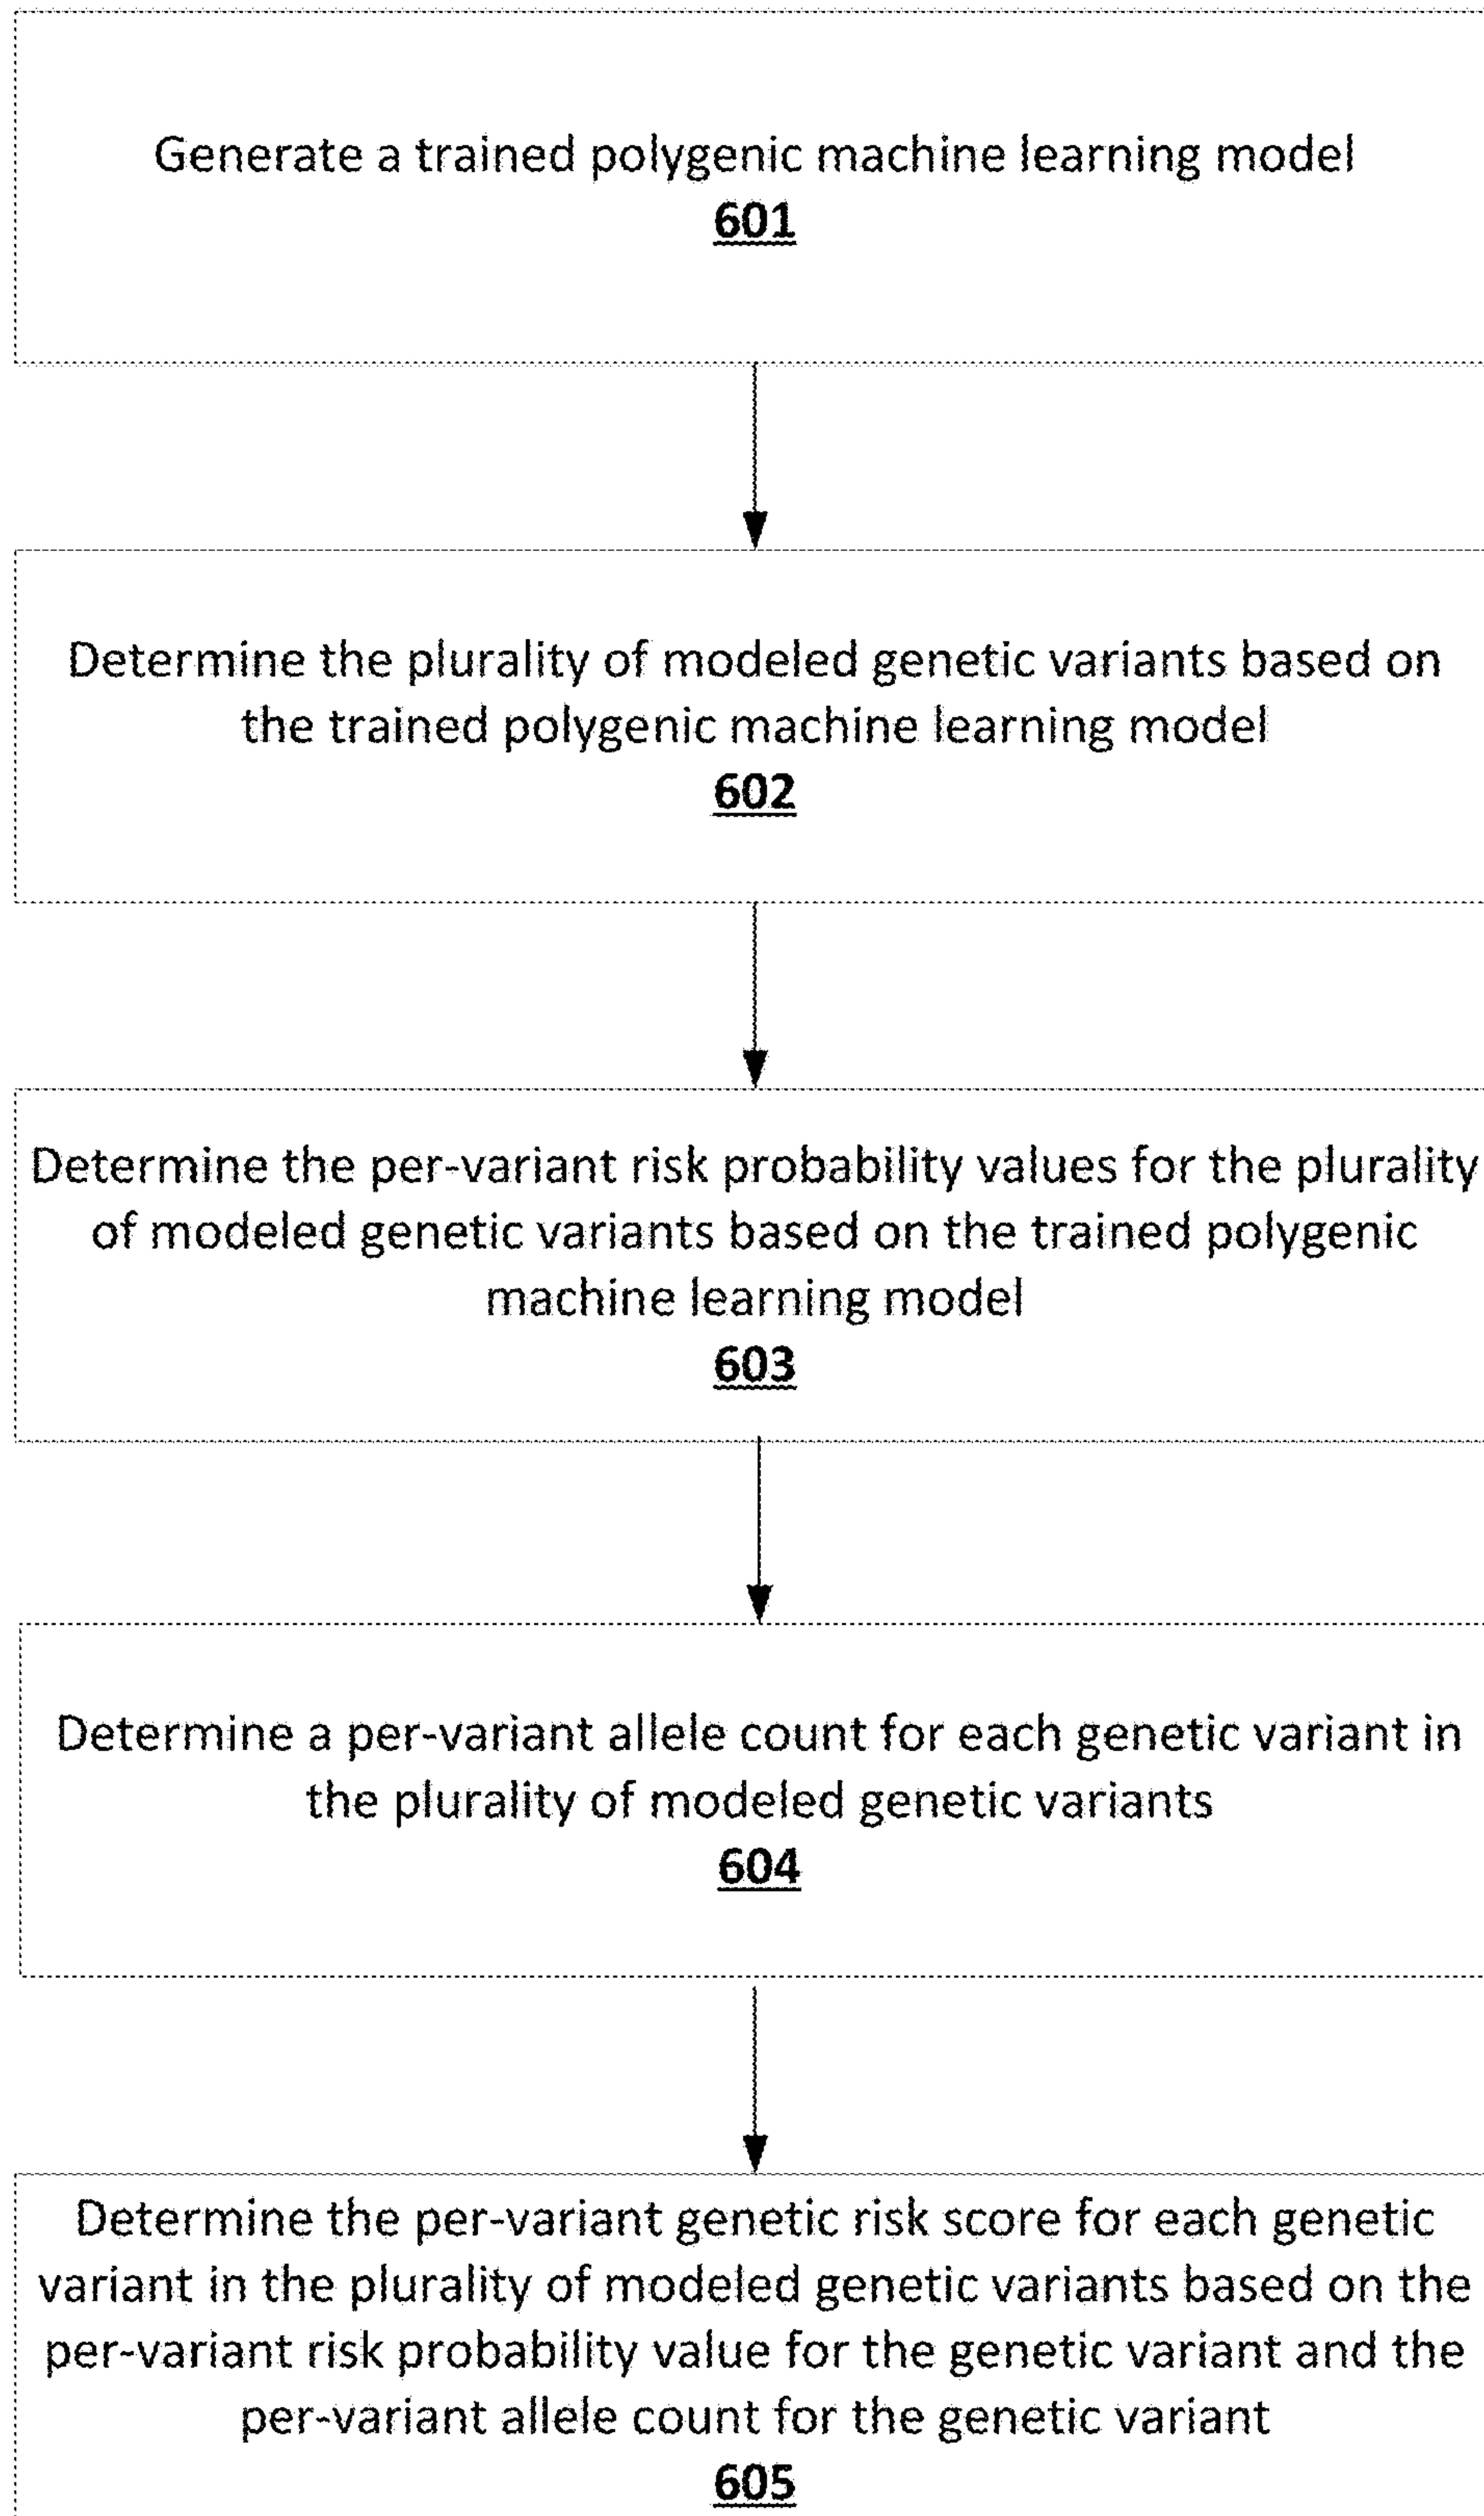 Generate a trained polygenic machine learning model
601
Determine the plurality of modeled genetic variants based on
the trained polygenic machine learning model
602
Determine the per-variant risk probability values for the plurality
of modeled genetic variants based on the trained polygenic
machine learning model
603
Determine a per-variant allele count for each genetic variant in
the plurality of modeled genetic variants
604
Determine the per-variant genetic risk score for each genetic
variant in the plurality of modeled genetic variants based on the
per-variant risk probability value for the genetic variant and the
per-variant allele count for the genetic variant
605